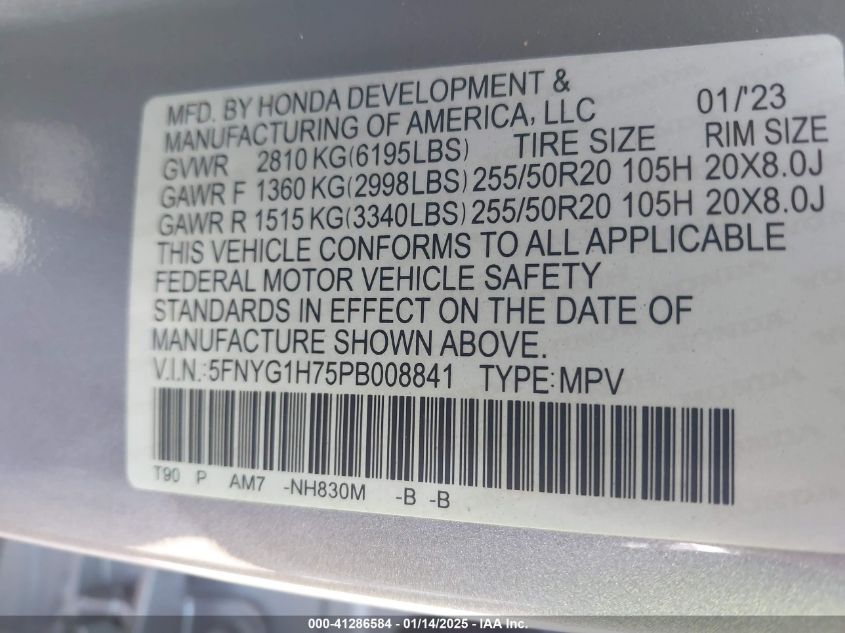 MFD. BY HONDA DEVELOPMENT &
MANUFACTURING OF AMERICA, LLC 01/'23
GVWR 2810 KG(6195LBS) TIRE SIZE RIM SIZE
GAWR F 1360 KG(2998LBS) 255/50R20 105H 20X8.0J
GAWR R 1515 KG(3340LBS) 255/50R20 105H 20X8.0J
THIS VEHICLE CONFORMS TO ALL APPLICABLE
FEDERAL MOTOR VEHICLE SAFETY
STANDARDS IN EFFECT ON THE DATE OF
MANUFACTURE SHOWN ABOVE.
V.I.N.:5FNYG1H75PB008841 TYPE:MPV
T90 P AM7 -NH830M -B -B
000-41286584 - 01/14/2025 - IAA Inc.